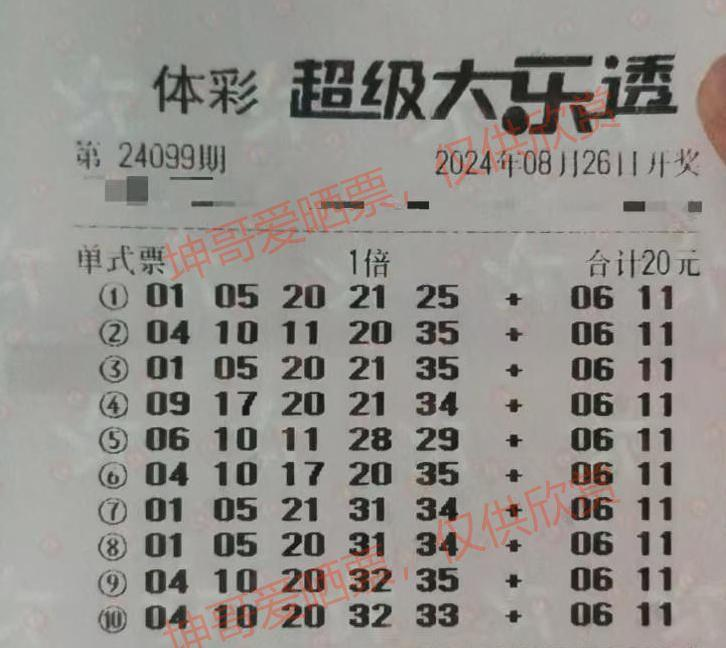 体彩 超级大乐透
第 24099期 2024年08月26日开奖
单式票 1倍 合计20元
① 01 05 20 21 25 + 06 11
② 04 10 11 20 35 + 06 11
③ 01 05 20 21 35 + 06 11
④ 09 17 20 21 34 + 06 11
⑤ 06 10 11 28 29 + 06 11
⑥ 04 10 17 20 35 + 06 11
⑦ 01 05 21 31 34 + 06 11
⑧ 01 05 20 31 34 + 06 11
⑨ 04 10 20 32 35 + 06 11
⑩ 04 10 20 32 33 + 06 11
坤哥爱晒票，仅供欣赏
坤哥爱晒票，仅供欣赏